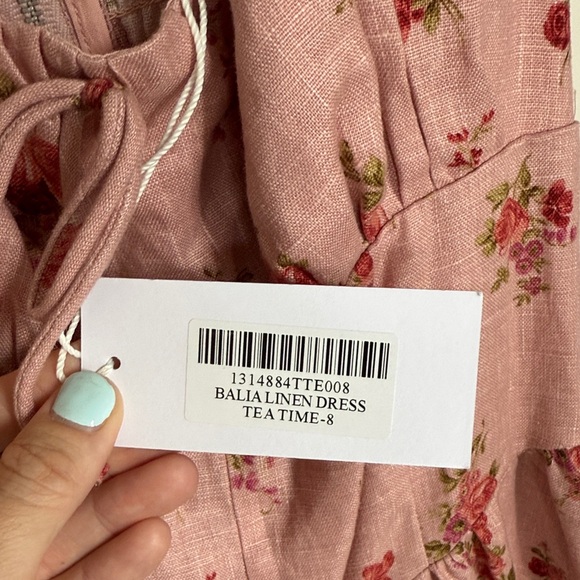 1314884TTE008
BALIA LINEN DRESS
TEA TIME-8